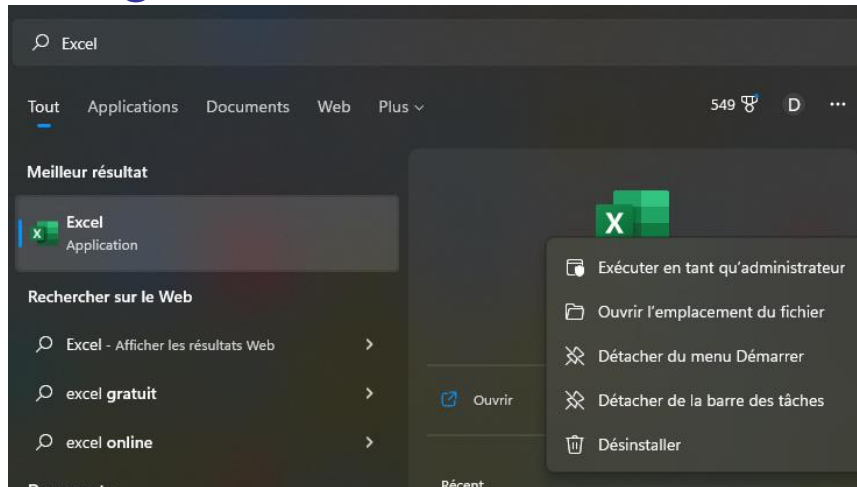 Excel
Tout Applications Documents Web Plus
549 D ...
Meilleur résultat
Excel
Application
Rechercher sur le Web
Excel - Afficher les résultats Web
excel gratuit
excel online
X
Exécuter en tant qu'administrateur
Ouvrir l'emplacement du fichier
Détacher du menu Démarrer
Détacher de la barre des tâches
Désinstaller
Ouvrir
Récent